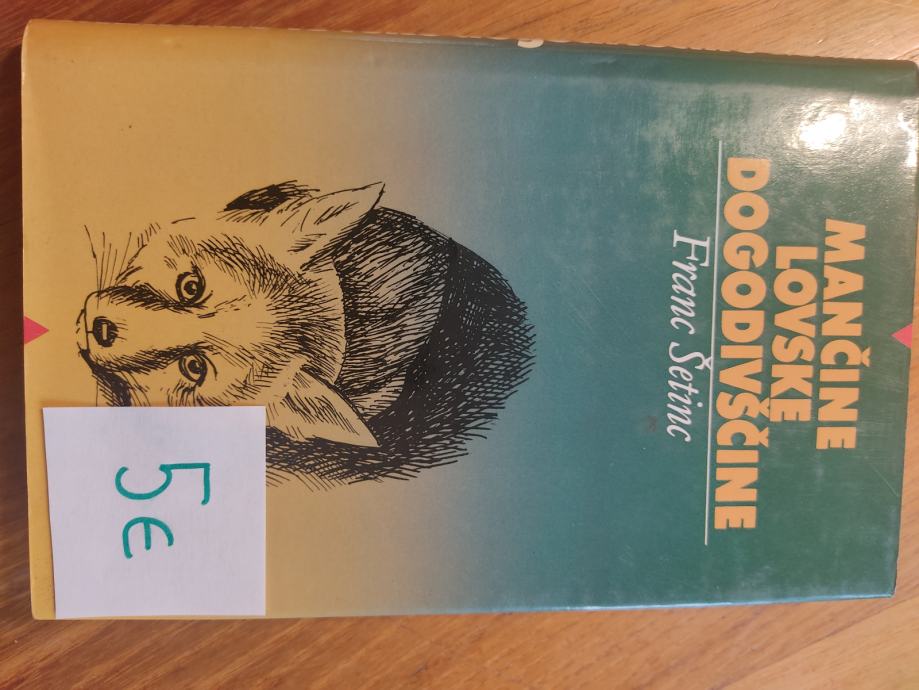 MANČINE
LOVSKE
DOGODIVŠČINE
Franc Šetinc
5€